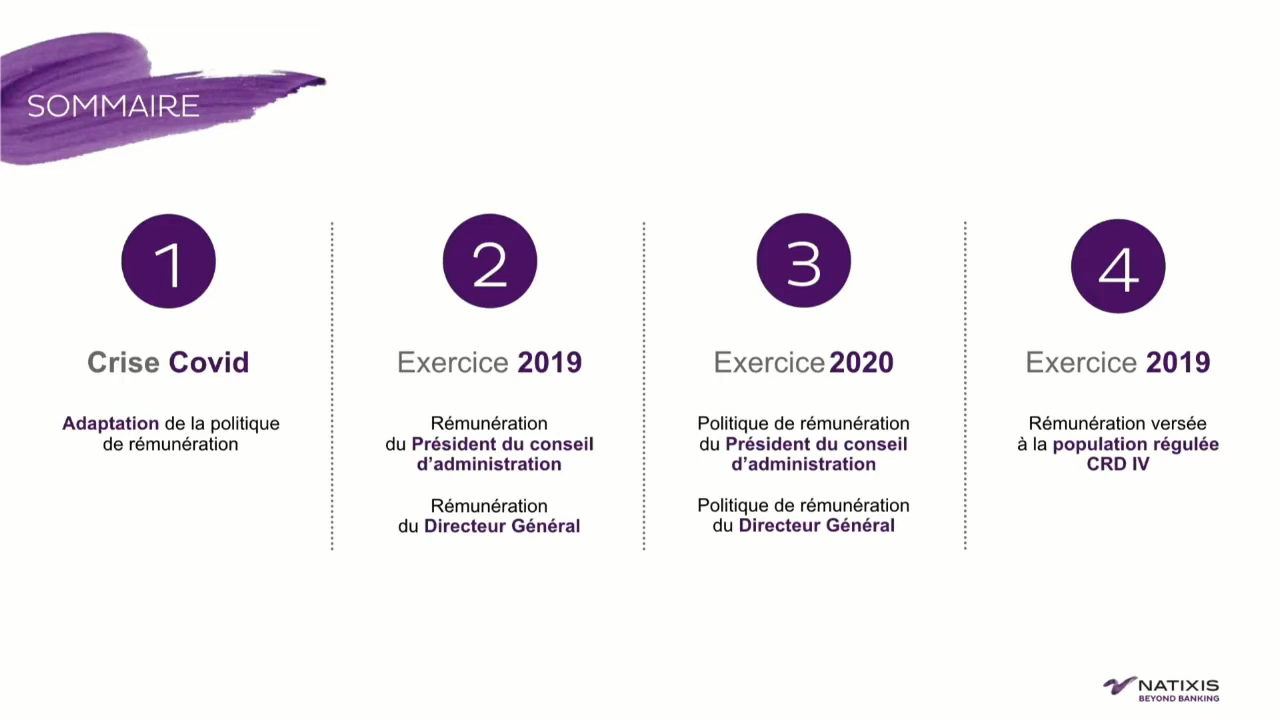 SOMMAIRE
1
Crise Covid
Adaptation de la politique
de rémunération
2
Exercice 2019
Rémunération
du Président du conseil
d'administration
Rémunération
du Directeur Général
3
Exercice 2020
Politique de rémunération
du Président du conseil
d'administration
Politique de rémunération
du Directeur Général
4
Exercice 2019
Rémunération versée
à la population régulée
CRD IV
NATIXIS
BEYOND BANKING